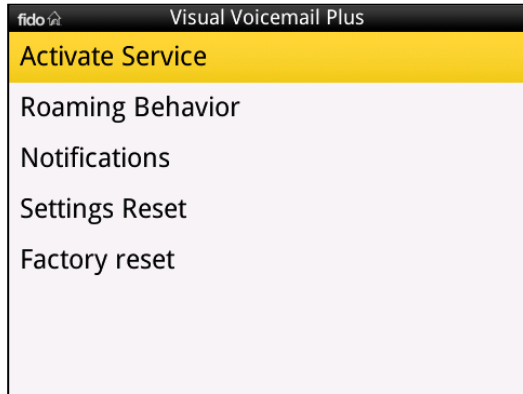 fido Visual Voicemail Plus
Activate Service
Roaming Behavior
Notifications
Settings Reset
Factory reset